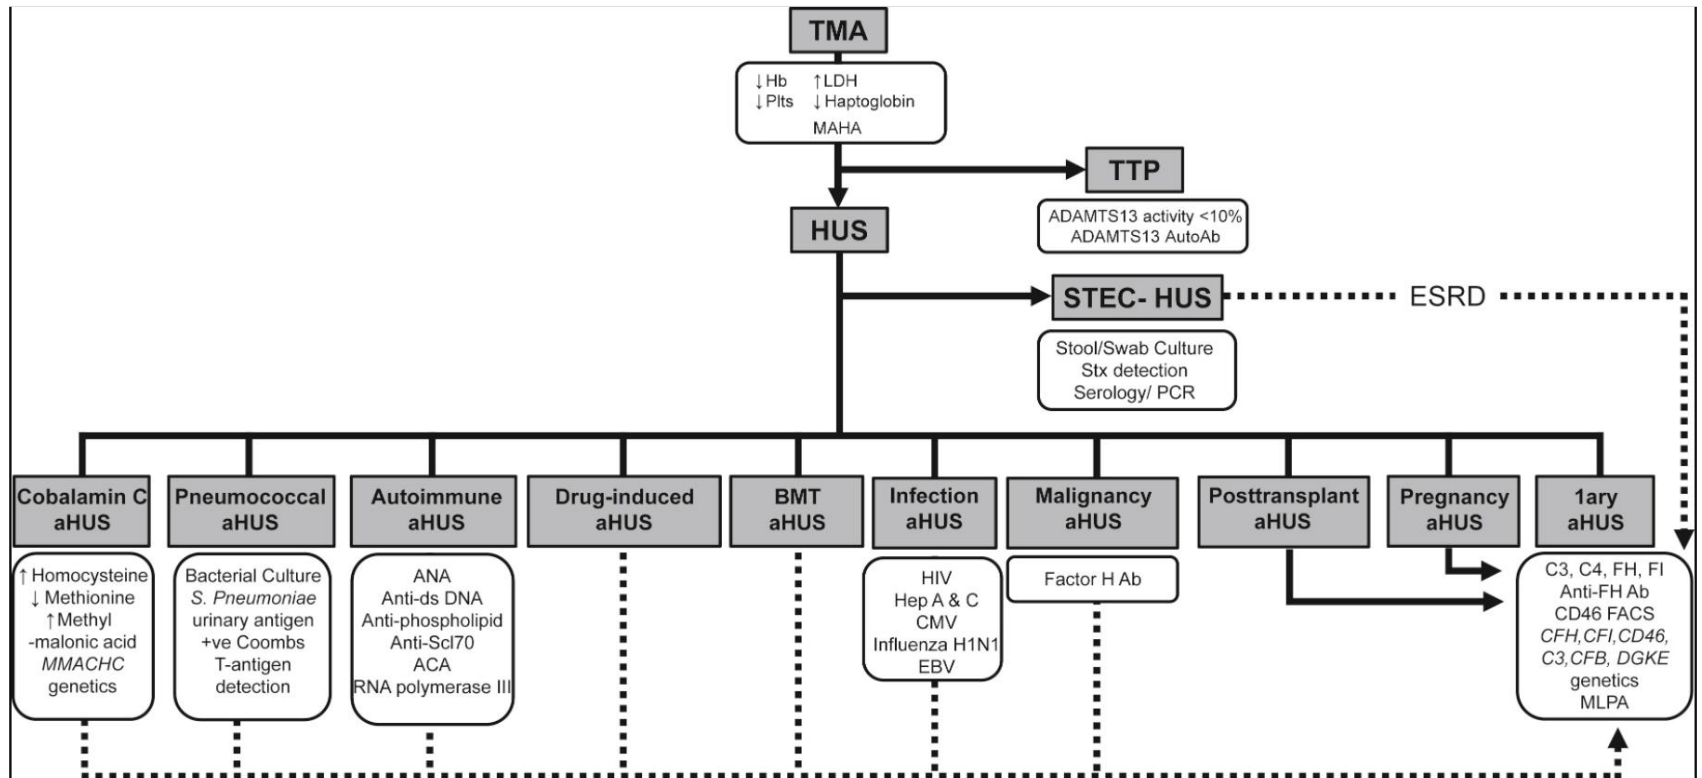 TMA
↓Hb ↑LDH
↓Plts ↓Haptoglobin
MAHA
TTP
ADAMTS13 activity <10%
ADAMTS13 AutoAb
HUS
STEC- HUS
ESRD
Stool/Swab Culture
Stx detection
Serology/ PCR
Cobalamin C
aHUS
↑Homocysteine
↓Methionine
↑Methyl
-malonic acid
MMACHC
genetics
Pneumococcal
aHUS
Bacterial Culture
S. Pneumoniae
urinary antigen
+ve Coombs
T-antigen
detection
Autoimmune
aHUS
ANA
Anti-ds DNA
Anti-phospholipid
Anti-Scl70
ACA
RNA polymerase III
Drug-induced
aHUS
BMT
aHUS
Infection
aHUS
HIV
Hep A & C
CMV
Influenza H1N1
EBV
Malignancy
aHUS
Factor H Ab
Posttransplant
aHUS
Pregnancy
aHUS
1ary
aHUS
C3, C4, FH, FI
Anti-FH Ab
CD46 FACS
CFH,CFI,CD46,
C3,CFB, DGKE
genetics
MLPA